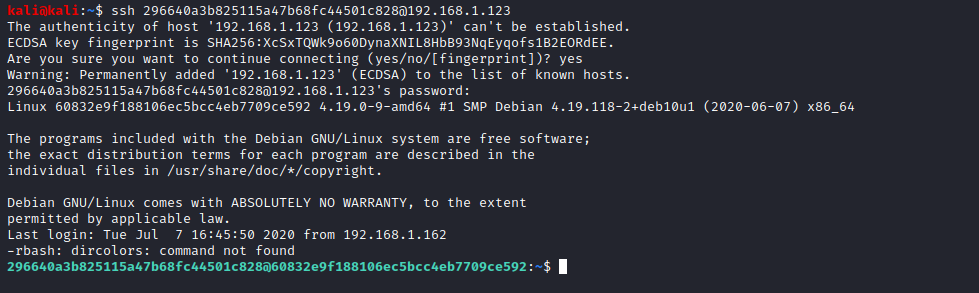 kali@kali:~$ ssh 296640a3b825115a47b68fc44501c828@192.168.1.123
The authenticity of host '192.168.1.123 (192.168.1.123)' can't be established.
ECDSA key fingerprint is SHA256:XcSxTQWk9o60DynaXNIL8HbB93NqEyqofs1B2EORdEE.
Are you sure you want to continue connecting (yes/no/[fingerprint])? yes
Warning: Permanently added '192.168.1.123' (ECDSA) to the list of known hosts.
296640a3b825115a47b68fc44501c828@192.168.1.123's password:
Linux 60832e9f188106ec5bcc4eb7709ce592 4.19.0-9-amd64 #1 SMP Debian 4.19.118-2+deb10u1 (2020-06-07) x86_64
The programs included with the Debian GNU/Linux system are free software;
the exact distribution terms for each program are described in the
individual files in /usr/share/doc/*/copyright.
Debian GNU/Linux comes with ABSOLUTELY NO WARRANTY, to the extent
permitted by applicable law.
Last login: Tue Jul  7 16:45:50 2020 from 192.168.1.162
-rbash: dircolors: command not found
296640a3b825115a47b68fc44501c828@60832e9f188106ec5bcc4eb7709ce592:~$